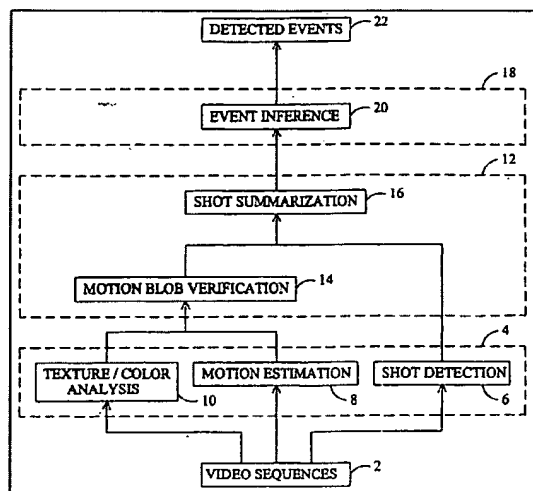 DETECTED EVENTS 22
18
EVENT INFERENCE 20
12
SHOT SUMMARIZATION 16
MOTION BLOB VERIFICATION 14
4
TEXTURE / COLOR
ANALYSIS 10
MOTION ESTIMATION 8
SHOT DETECTION 6
VIDEO SEQUENCES 2